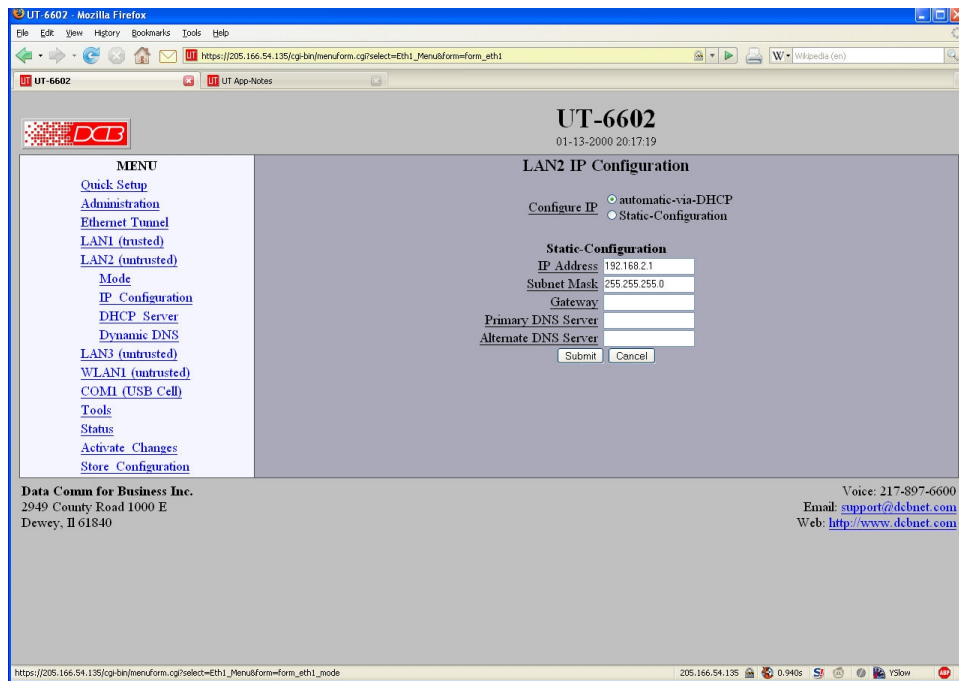 UT-6602 - Mozilla Firefox
File Edit View History Bookmarks Tools Help
UT https://205.166.54.135/cgi-bin/menuform.cgi?select=Eth1_Menu&form=form_eth1
W Wikipedia (en)
UT UT-6602
UT UT App-Notes
DCB
UT-6602
01-13-2000 20:17:19
MENU
Quick Setup
Administration
Ethernet Tunnel
LAN1 (trusted)
LAN2 (untrusted)
Mode
IP Configuration
DHCP Server
Dynamic DNS
LAN3 (untrusted)
WLAN1 (untrusted)
COM1 (USB Cell)
Tools
Status
Activate Changes
Store Configuration
LAN2 IP Configuration
Configure IP automatic-via-DHCP
Static-Configuration
Static-Configuration
IP Address 192.168.2.1
Subnet Mask 255.255.255.0
Gateway
Primary DNS Server
Alternate DNS Server
Submit Cancel
Data Comm for Business Inc.
2949 County Road 1000 E
Dewey, Il 61840
Voice: 217-897-6600
Email: support@dcbnet.com
Web: http://www.dcbnet.com
https://205.166.54.135/cgi-bin/menuform.cgi?select=Eth1_Menu&form=form_eth1_mode
205.166.54.135 0.940s YSlow ABP